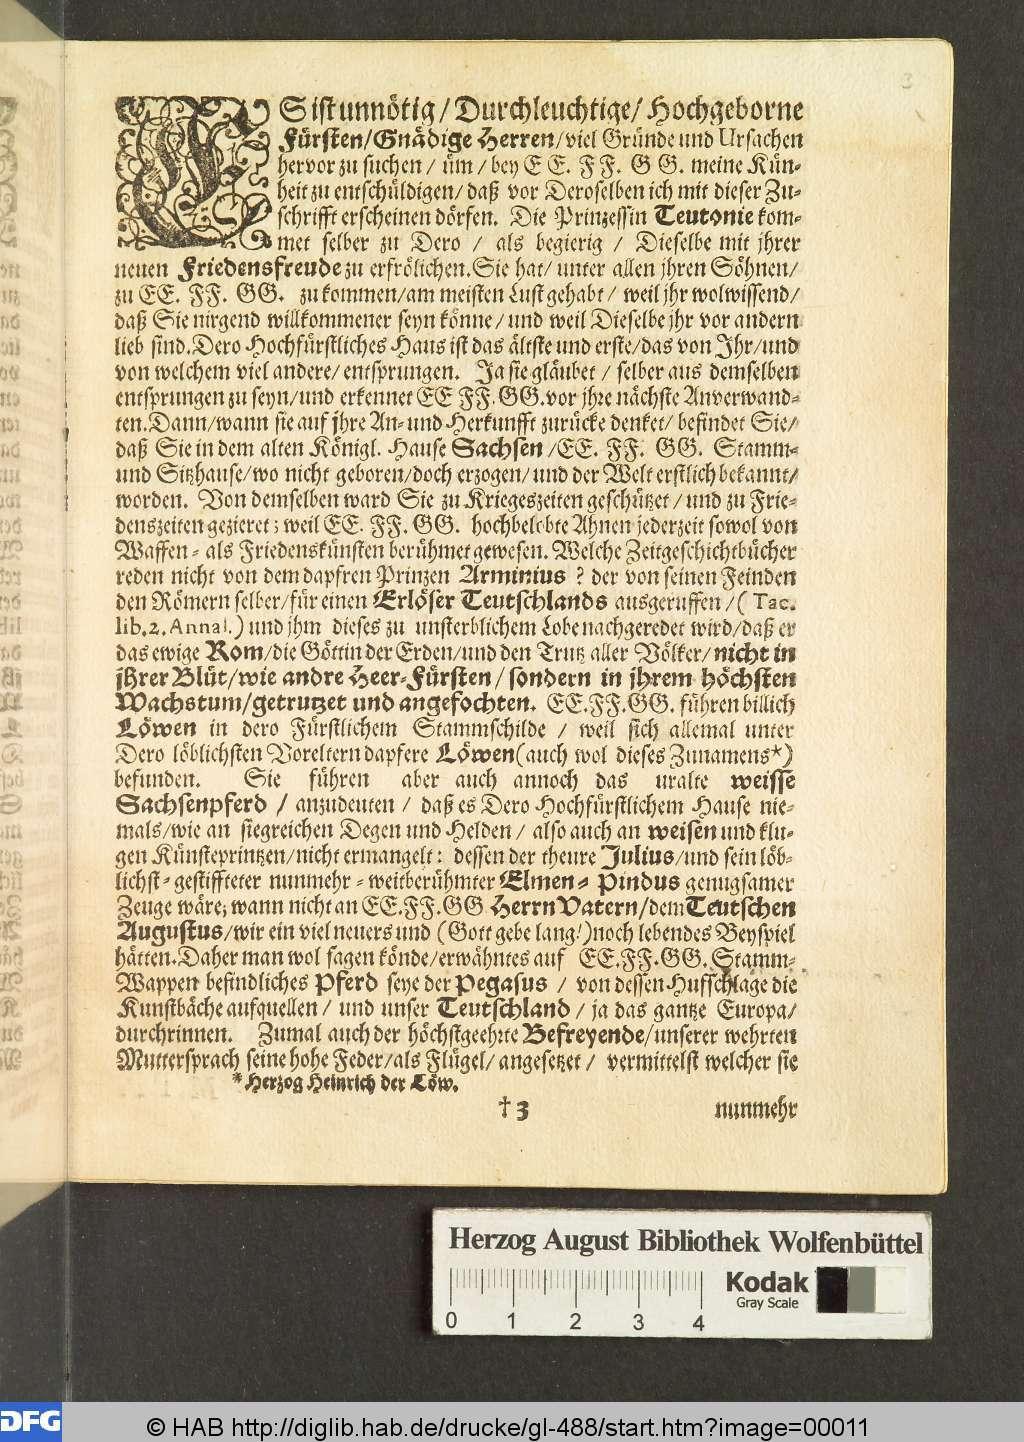 3
ES ist unnötig / Durchleuchtige / Hochgeborne
Fürsten / Gnädige Herren / viel Gründe und Ursachen
hervor zu suchen / üm / bey E E. F F. G G. meine Kün-
heit zu entschüldigen / daß vor Deroselben ich mit dieser Zu-
schrifft erscheinen dörfen. Die Prinzessin Teutonie kom-
met selber zu Dero / als begierig / Dieselbe mit jhrer
neuen Friedensfreude zu erfrölichen. Sie hat / unter allen jhren Söhnen /
zu EE. FF. GG. zu kommen / am meisten Lust gehabt / weil jhr wolwissend /
daß Sie nirgend willkommener seyn könne / und weil Dieselbe jhr vor andern
lieb sind. Dero Hochfürstliches Haus ist das ältste und erste / das von Jhr / und
von welchem viel andere / entsprungen. Ja sie gläubet / selber aus demselben
entsprungen zu seyn / und erkennet EE FF. GG. vor jhre nächste Anverwand-
ten. Dann / wann sie auf jhre An- und Herkunfft zurücke denket / befindet Sie /
daß Sie in dem alten Königl. Hause Sachsen / EE. FF. GG. Stamm-
und Sitzhause / wo nicht geboren / doch erzogen / und der Welt erstlich bekannt /
worden. Von demselben ward Sie zu Kriegeszeiten geschützet / und zu Frie-
denszeiten gezieret ; weil EE. FF. GG. hochbelobte Ahnen jederzeit sowol von
Waffen- als Friedenskünsten berühmet gewesen. Welche Zeitgeschichtbücher
reden nicht von dem dapfren Prinzen Arminius ? der von seinen Feinden
den Römern selber / für einen Erlöser Teutschlands ausgeruffen / ( Tac.
lib. 2. Annal. ) und jhm dieses zu unsterblichem Lobe nachgeredet wird / daß er
das ewige Rom / die Göttin der Erden / und den Trutz aller Völker / nicht in
jhrer Blüt / wie andre Heer-Fürsten / sondern in jhrem höchsten
Wachstum / getrutzet und angefochten. EE. FF. GG. führen billich
Löwen in dero Fürstlichem Stammschilde / weil sich allemal unter
Dero löblichsten Voreltern dapfere Löwen (auch wol dieses Zunamens*)
befunden. Sie führen aber auch annoch das uralte weisse
Sachsenpferd / anzudeuten / daß es Dero Hochfürstlichem Hause nie-
mals / wie an siegreichen Degen und Helden / also auch an weisen und klu-
gen Künsteprintzen / nicht ermangelt : dessen der theure Julius / und sein löb-
lichst-gestiffteter nunmehr-weitberühmter Elmen-Pindus genugsamer
Zeuge wäre ; wann nicht an EE. FF. GG Herrn Vatern / dem Teutschen
Augustus / wir ein viel neuers und (Gott gebe lang!) noch lebendes Beyspiel
hätten. Daher man wol sagen könde / erwähntes auf EE. FF. GG. Stamm-
Wappen befindliches Pferd seye der Pegasus / von dessen Hufschlage die
Kunstbäche aufquellen / und unser Teutschland / ja das gantze Europa /
durchrinnen. Zumal auch der höchstgeehrte Befreyende / unserer wehrten
Muttersprach seine hohe Feder / als Flügel / angesetzet / vermittelst welcher sie
* Herzog Heinrich der Löw.
† 3
nunmehr
Herzog August Bibliothek Wolfenbüttel
Kodak
Gray Scale
0 1 2 3 4
DFG
© HAB http://diglib.hab.de/drucke/gl-488/start.htm?image=00011